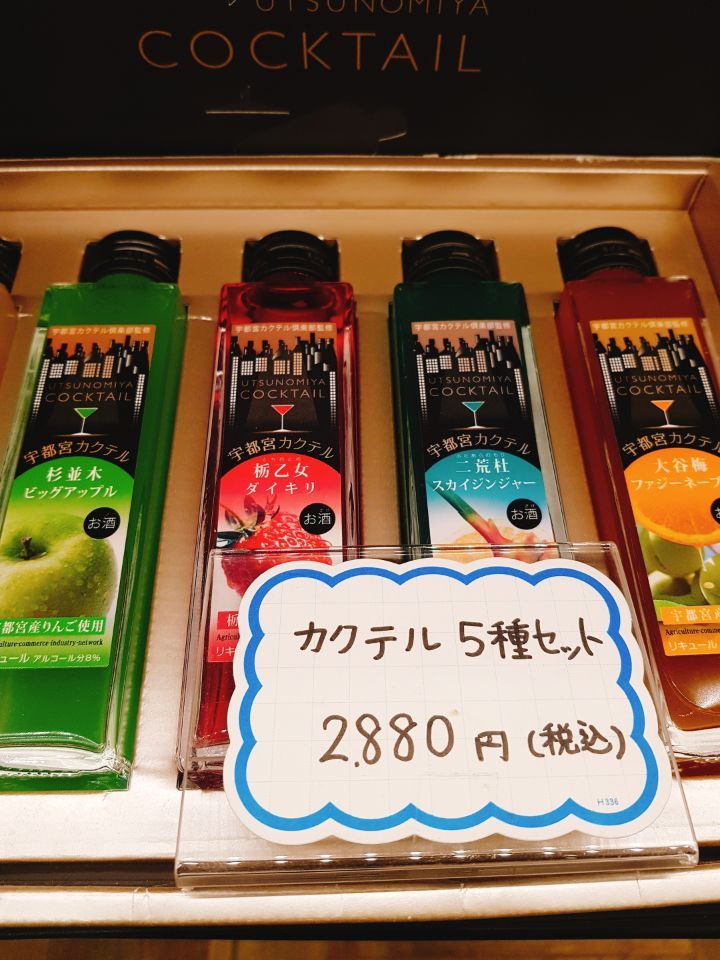 UTSUNOMIYA
COCKTAIL
宇都宮カクテル倶楽部監修
UTSUNOMIYA
COCKTAIL
宇都宮カクテル
杉並木
ビッグアップル
お酒
都宮産りんご使用
culture-commerce-industry-network
キュール アルコール分8%
宇都宮カクテル倶楽部監修
UTSUNOMIYA
COCKTAIL
宇都宮カクテル
栃乙女
ダイキリ
お酒
リキ
宇都宮カクテル倶楽部監修
UTSUNOMIYA
COCKTAIL
宇都宮カクテル
二荒杜
スカイジンジャー
お酒
宇都宮カクテル倶楽部監修
UTSUNOMIYA
COCKTAIL
宇都宮カクテル
大谷梅
ファジーネーブ
お
宇都宮産
リキュール
カクテル 5種セット
2,880円(税込)
H336